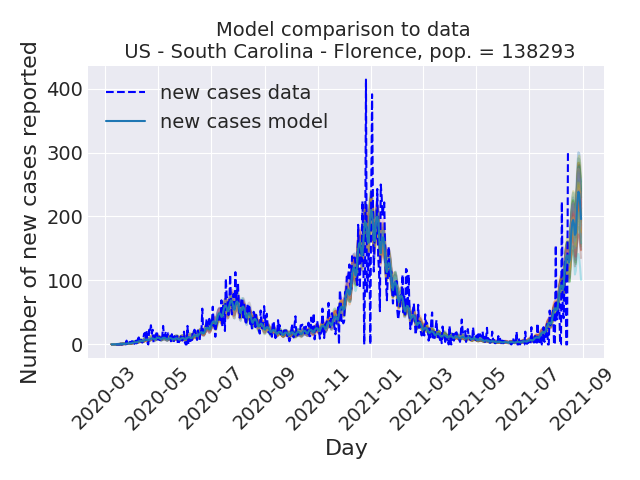 Model comparison to data
US - South Carolina - Florence, pop. = 138293
Number of new cases reported
new cases data
new cases model
400
300
200
100
0
2020-03
2020-05
2020-07
2020-09
2020-11
2021-01
2021-03
2021-05
2021-07
2021-09
Day